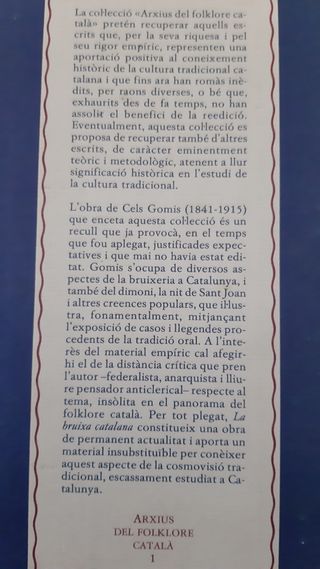 La col·lecció «Arxius del folklore ca-
talà» pretén recuperar aquells es-
crits que, per la seva riquesa i pel
seu rigor empíric, representen una
aportació positiva al coneixement
històric de la cultura tradicional ca-
talana i que fins ara han romàs inè-
dits, per raons diverses, o bé que,
exhaurits des de fa temps, no han
assolit el benefici de la reedició.
Eventualment, aquesta col·lecció es
proposa de recuperar també d'altres
escrits, de caràcter eminentment
teòric i metodològic, atenent a llur
significació històrica en l'estudi de
la cultura tradicional.
L'obra de Cels Gomis (1841-1915)
que enceta aquesta col·lecció és un
recull que ja provocà, en el temps
que fou aplegat, justificades expec-
tatives i que mai no havia estat edi-
tat. Gomis s'ocupa de diversos as-
pectes de la bruixeria a Catalunya, i
també del dimoni, la nit de Sant Joan
i altres creences populars, que il·lus-
tra, fonamentalment, mitjançant
l'exposició de casos i llegendes pro-
cedents de la tradició oral. A l'inte-
rès del material empíric cal afegir-
hi el de la distància crítica que pren
l'autor –federalista, anarquista i lliu-
re pensador anticlerical– respecte al
tema, insòlita en el panorama del
folklore català. Per tot plegat, La
bruixa catalana constitueix una obra
de permanent actualitat i aporta un
material insubstituïble per conèixer
aquest aspecte de la cosmovisió tra-
dicional, escassament estudiat a Ca-
talunya.
ARXIUS
DEL FOLKLORE
CATALÀ
1